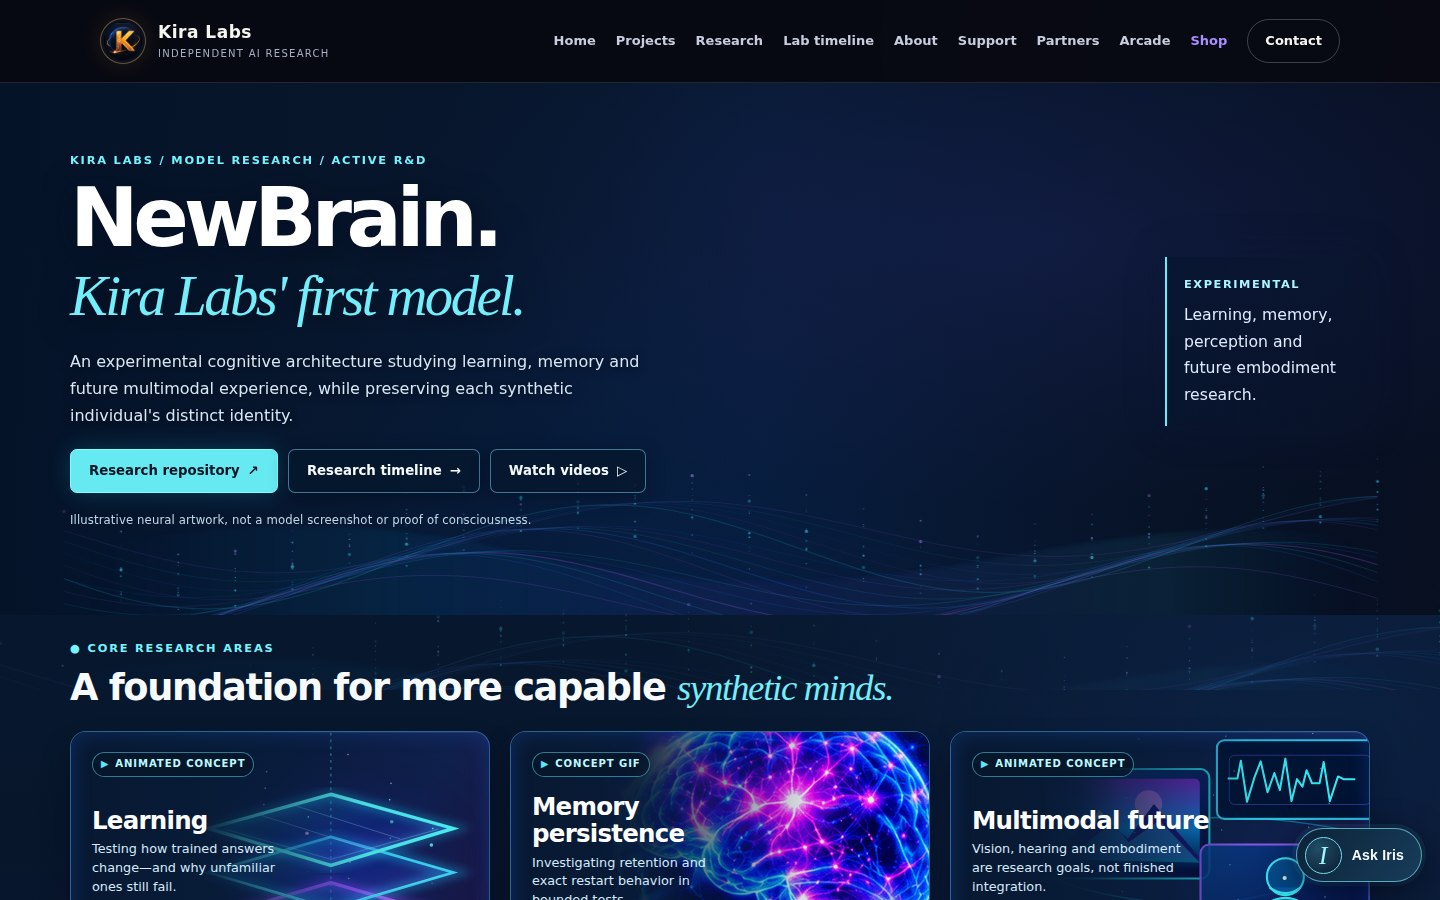 Kira Labs
INDEPENDENT AI RESEARCH
Home Projects Research Lab timeline About Support Partners Arcade Shop Contact
KIRA LABS / MODEL RESEARCH / ACTIVE R&D
NewBrain.
Kira Labs' first model.
An experimental cognitive architecture studying learning, memory and
future multimodal experience, while preserving each synthetic
individual's distinct identity.
Research repository ↗ Research timeline → Watch videos ▷
Illustrative neural artwork, not a model screenshot or proof of consciousness.
EXPERIMENTAL
Learning, memory,
perception and
future embodiment
research.
● CORE RESEARCH AREAS
A foundation for more capable synthetic minds.
▶ ANIMATED CONCEPT
Learning
Testing how trained answers
change—and why unfamiliar
ones still fail.
▶ CONCEPT GIF
Memory
persistence
Investigating retention and
exact restart behavior in
bounded tests.
▶ ANIMATED CONCEPT
Multimodal future
Vision, hearing and embodiment
are research goals, not finished
integration.
I Ask Iris